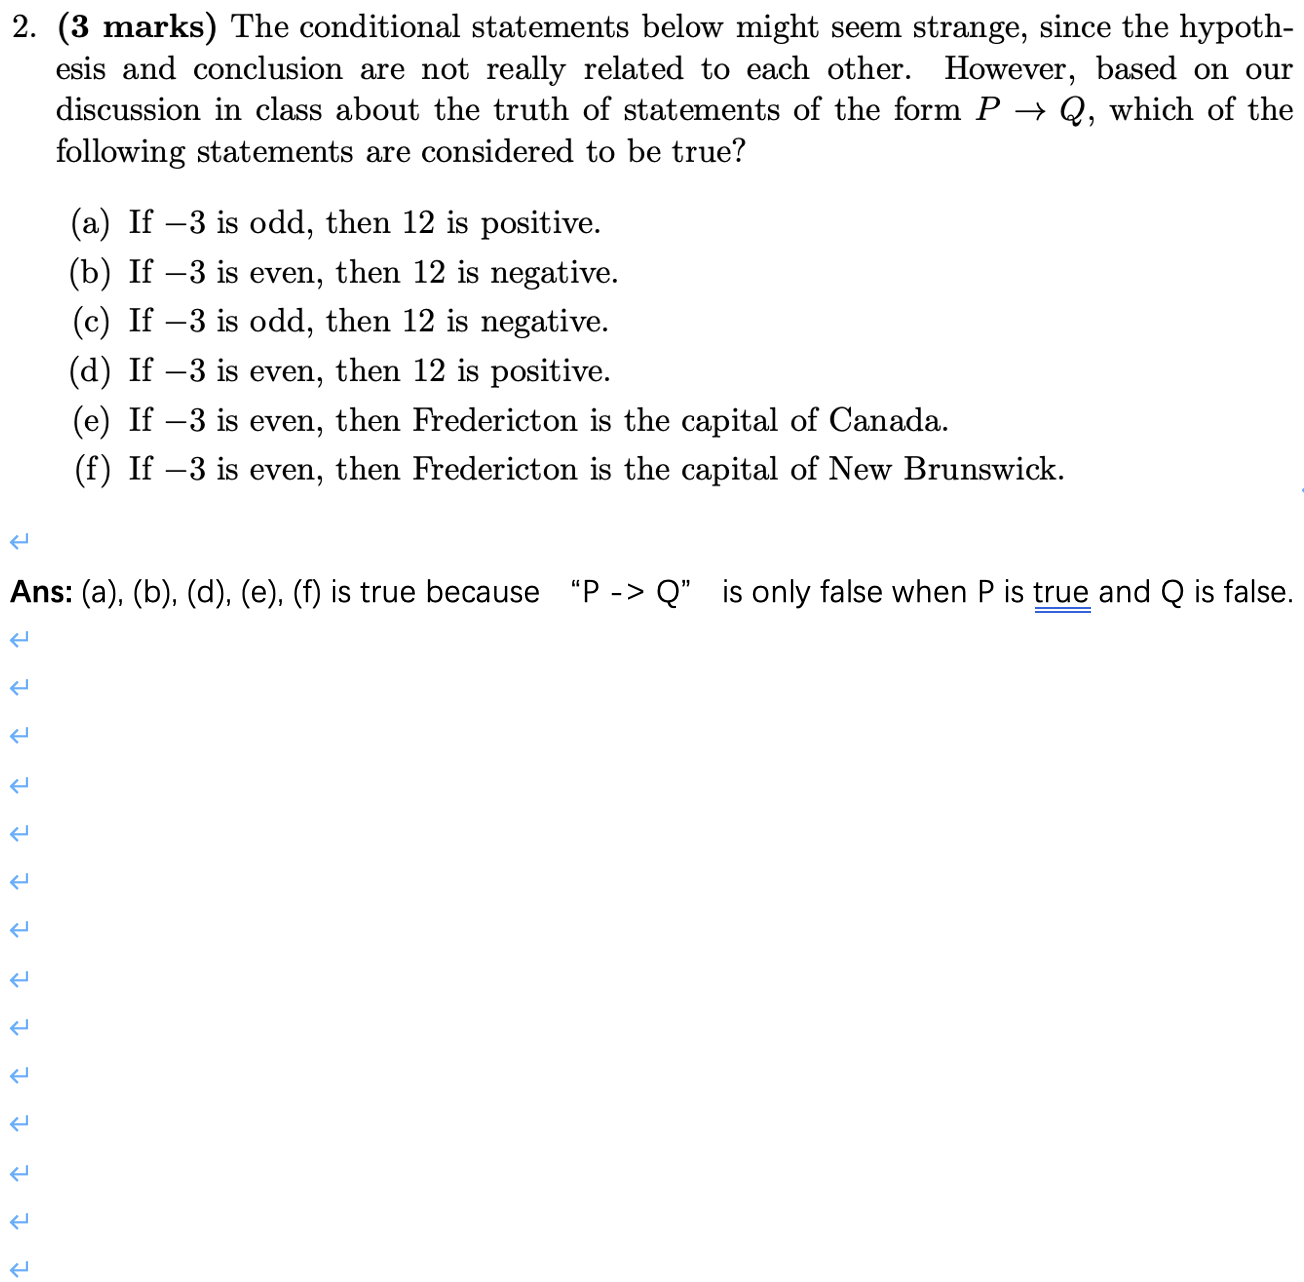 2. (3 marks) The conditional statements below might seem strange, since the hypoth-
esis and conclusion are not really related to each other. However, based on our
discussion in class about the truth of statements of the form P → Q, which of the
following statements are considered to be true?
(a) If −3 is odd, then 12 is positive.
(b) If −3 is even, then 12 is negative.
(c) If −3 is odd, then 12 is negative.
(d) If −3 is even, then 12 is positive.
(e) If −3 is even, then Fredericton is the capital of Canada.
(f) If −3 is even, then Fredericton is the capital of New Brunswick.
Ans: (a), (b), (d), (e), (f) is true because “P -> Q” is only false when P is true and Q is false.